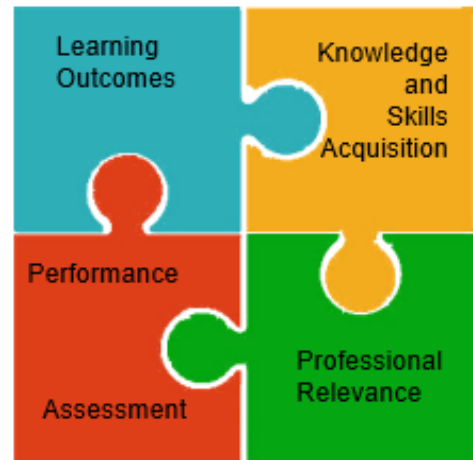 Learning
Outcomes
Knowledge
and
Skills
Acquisition
Performance
Assessment
Professional
Relevance